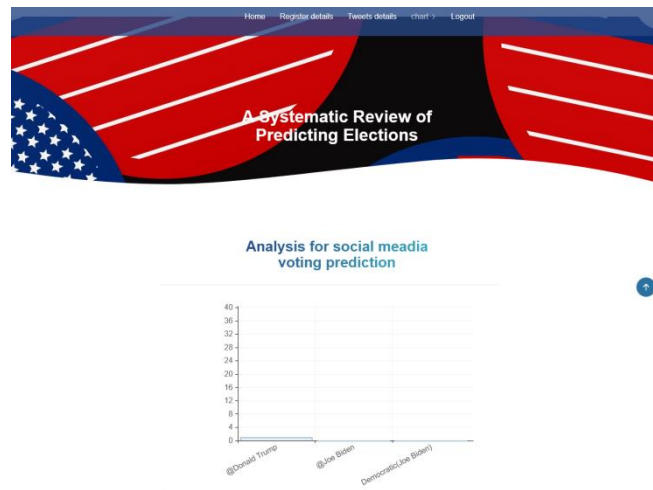 Home Register details Tweets details chart > Logout
A Systematic Review of
Predicting Elections
Analysis for social meadia
voting prediction
40
36
32
28
24
20
16
12
8
4
0
@Donald Trump
@Joe Biden
Democratic(Joe Biden)